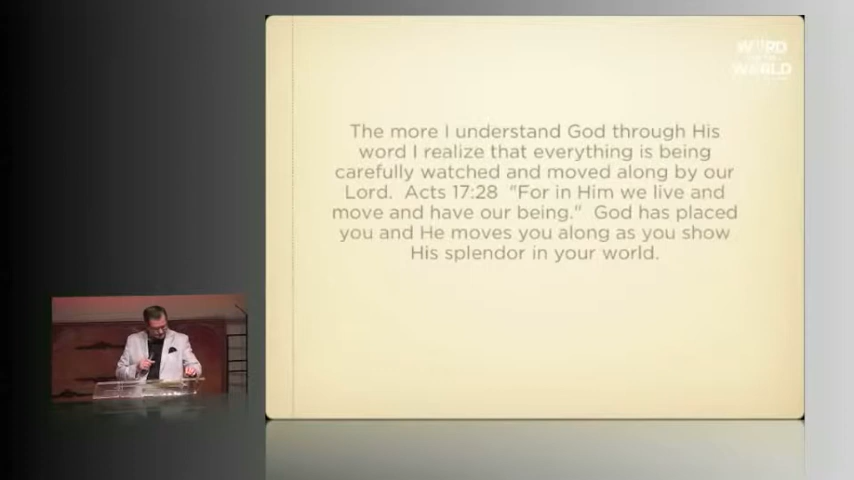 WORD
WORLD
The more I understand God through His
word I realize that everything is being
carefully watched and moved along by our
Lord.  Acts 17:28  "For in Him we live and
move and have our being."  God has placed
you and He moves you along as you show
His splendor in your world.